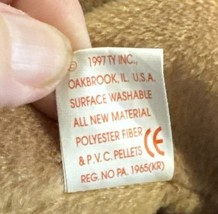 © 1997 TY INC.,
OAKBROOK, IL. U.S.A.
SURFACE WASHABLE
ALL NEW MATERIAL
POLYESTER FIBER
& P.V.C. PELLETS CE
REG. NO PA. 1965(KR)